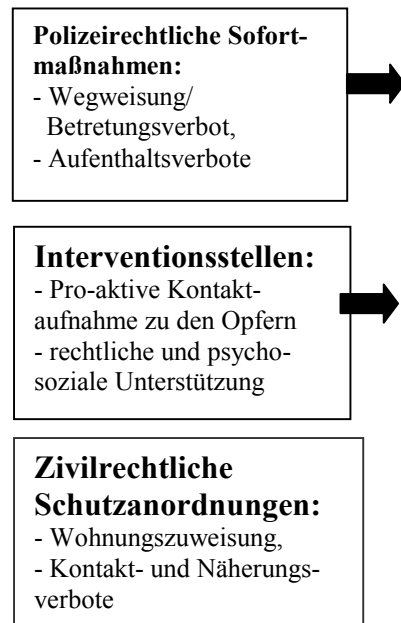 Polizeirechtliche Sofort-
maßnahmen:
- Wegweisung/
Betretungsverbot,
- Aufenthaltsverbote
Interventionsstellen:
- Pro-aktive Kontakt-
aufnahme zu den Opfern
- rechtliche und psycho-
soziale Unterstützung
Zivilrechtliche
Schutzanordnungen:
- Wohnungszuweisung,
- Kontakt- und Näherungs-
verbote